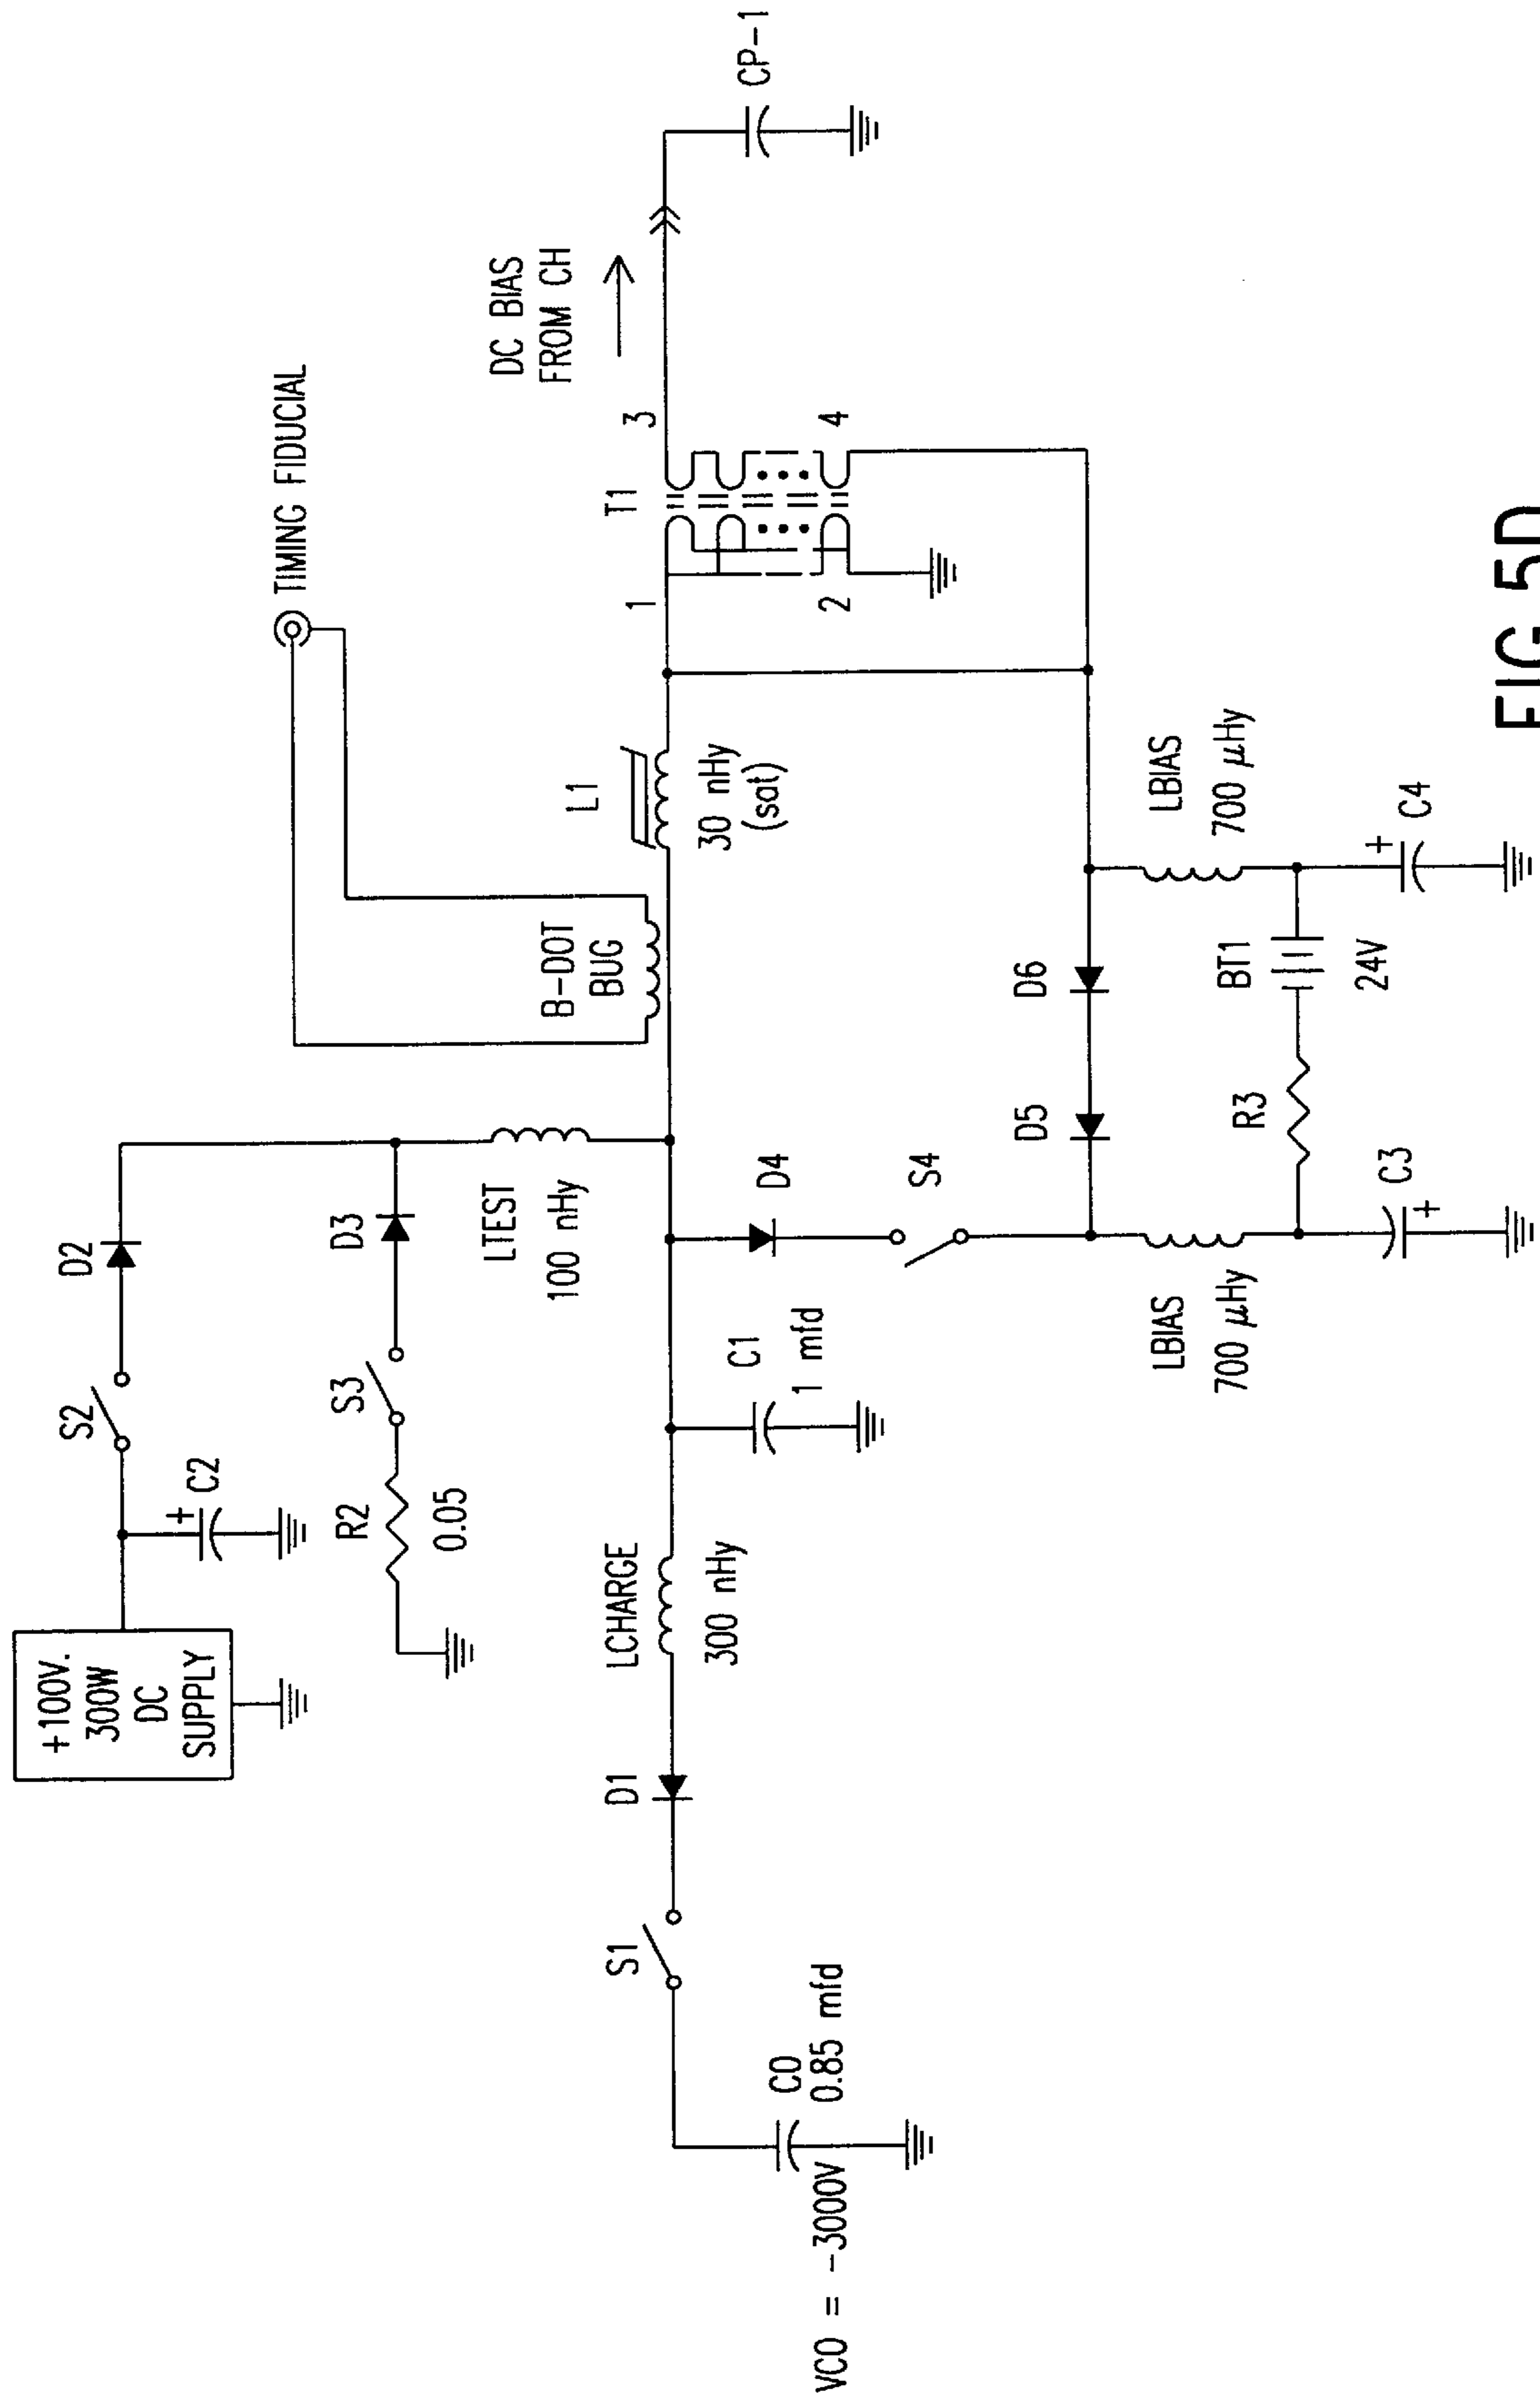 +100V.
300W
DC
SUPPLY
S2
D2
C2
+
R2
0.05
S3
D3
LTEST
100 nHy
TIMING FIDUCIAL
B-DOT
BUG
VCO = -3000V
CO
0.85 mfd
S1
D1
LCHARGE
300 nHy
C1
1 mfd
D4
S4
L1
30 nHy
(sat)
T1
1
3
2
4
DC BIAS
FROM CH
CP-1
D5
D6
LBIAS
700 µHy
LBIAS
700 µHy
R3
BT1
24V
C3
+
C4
+
FIG.5D